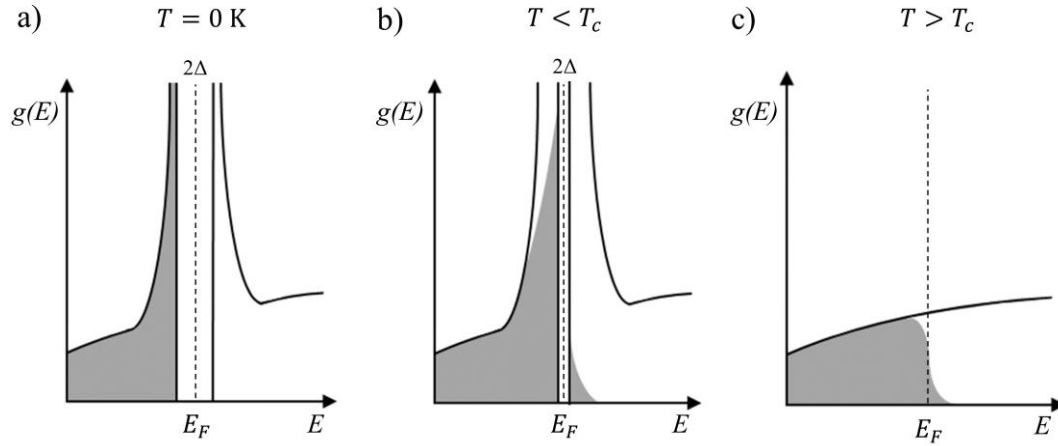 a) T = 0 K
2Δ
g(E)
E_F E
b) T < T_c
2Δ
g(E)
E_F E
c) T > T_c
g(E)
E_F E